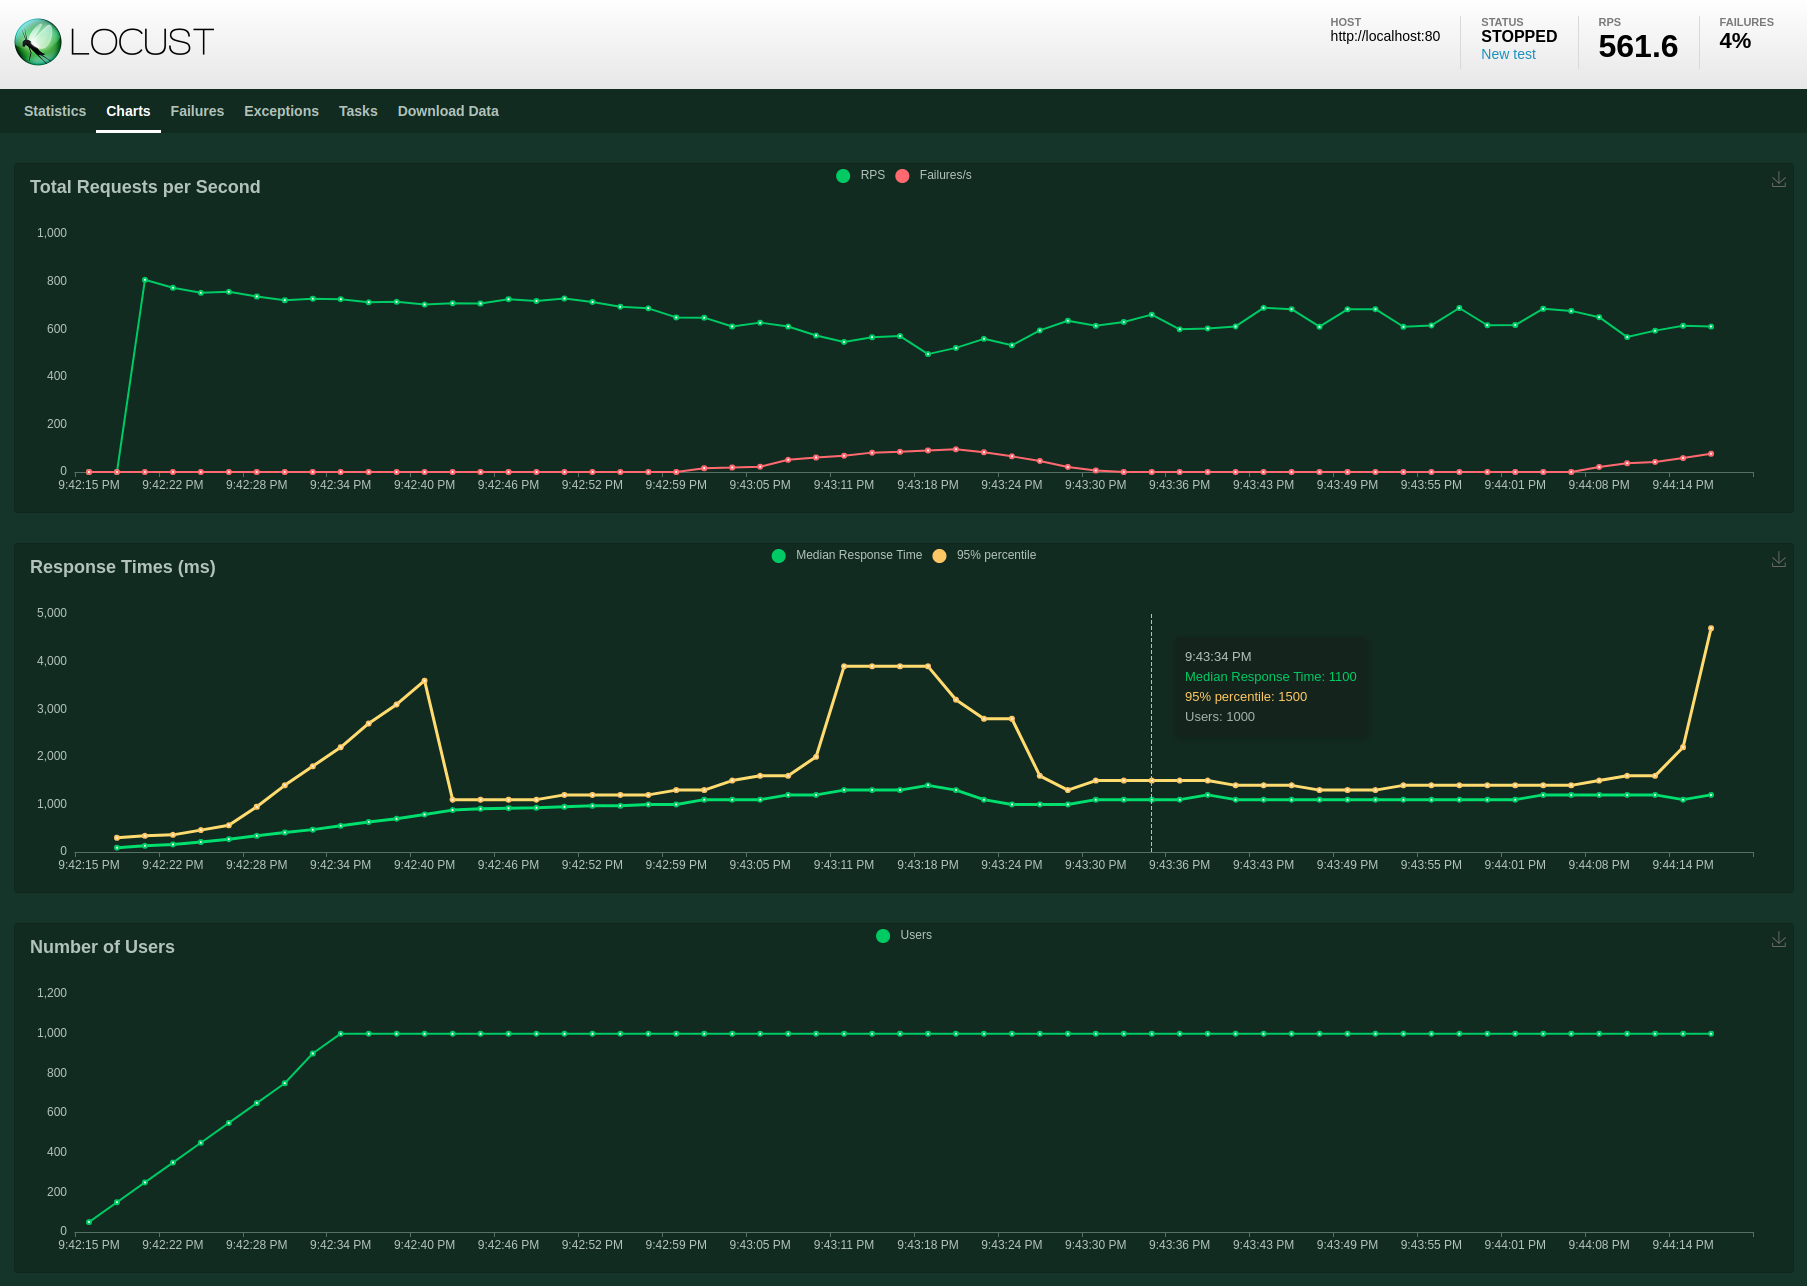 LOCUST
HOST
http://localhost:80
STATUS
STOPPED
New test
RPS
561.6
FAILURES
4%
Statistics Charts Failures Exceptions Tasks Download Data
Total Requests per Second
RPS Failures/s
1,000
800
600
400
200
0
9:42:15 PM 9:42:22 PM 9:42:28 PM 9:42:34 PM 9:42:40 PM 9:42:46 PM 9:42:52 PM 9:42:59 PM 9:43:05 PM 9:43:11 PM 9:43:18 PM 9:43:24 PM 9:43:30 PM 9:43:36 PM 9:43:43 PM 9:43:49 PM 9:43:55 PM 9:44:01 PM 9:44:08 PM 9:44:14 PM
Response Times (ms)
Median Response Time 95% percentile
5,000
4,000
3,000
2,000
1,000
0
9:43:34 PM
Median Response Time: 1100
95% percentile: 1500
Users: 1000
9:42:15 PM 9:42:22 PM 9:42:28 PM 9:42:34 PM 9:42:40 PM 9:42:46 PM 9:42:52 PM 9:42:59 PM 9:43:05 PM 9:43:11 PM 9:43:18 PM 9:43:24 PM 9:43:30 PM 9:43:36 PM 9:43:43 PM 9:43:49 PM 9:43:55 PM 9:44:01 PM 9:44:08 PM 9:44:14 PM
Number of Users
Users
1,200
1,000
800
600
400
200
0
9:42:15 PM 9:42:22 PM 9:42:28 PM 9:42:34 PM 9:42:40 PM 9:42:46 PM 9:42:52 PM 9:42:59 PM 9:43:05 PM 9:43:11 PM 9:43:18 PM 9:43:24 PM 9:43:30 PM 9:43:36 PM 9:43:43 PM 9:43:49 PM 9:43:55 PM 9:44:01 PM 9:44:08 PM 9:44:14 PM